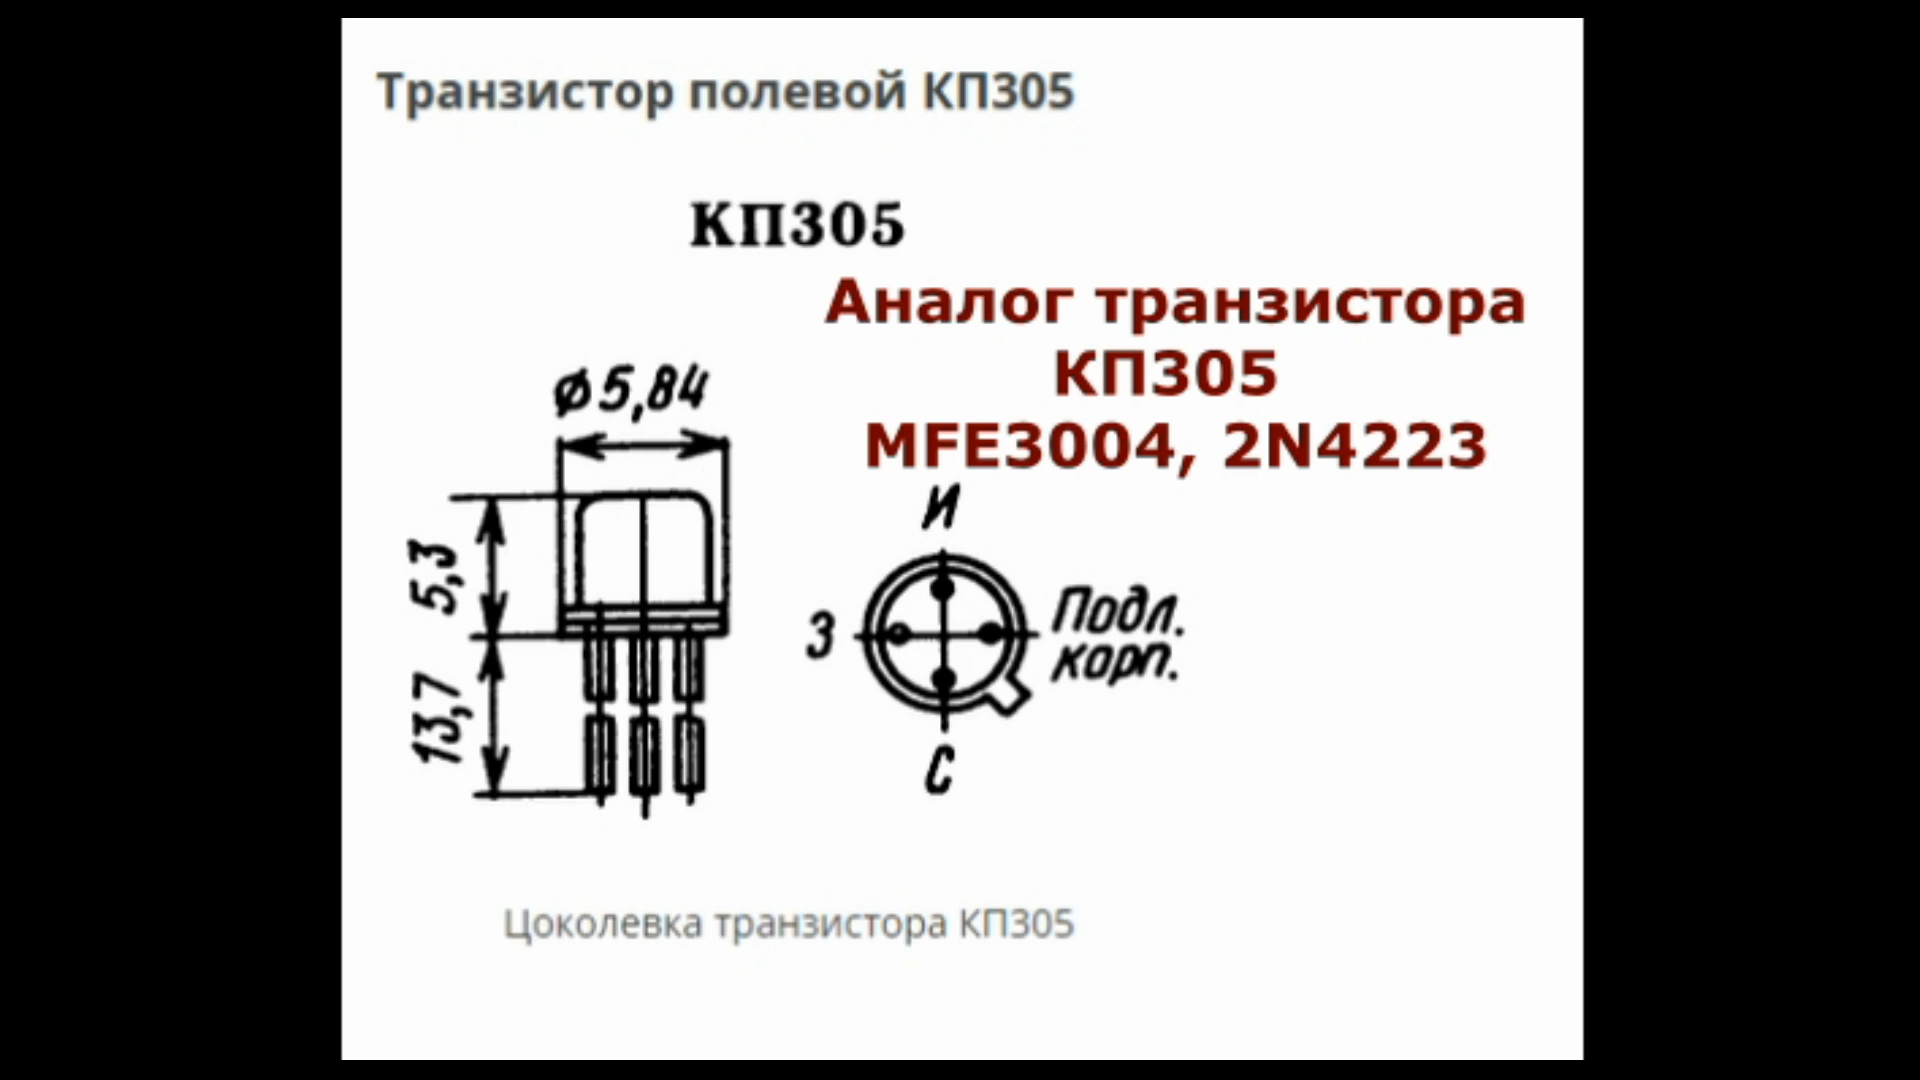 Транзистор полевой КП305
КП305
Аналог транзистора
КП305
MFE3004, 2N4223
ø5,84
5,3
13,7
И
З
Подл.
корп.
С
Цоколевка транзистора КП305